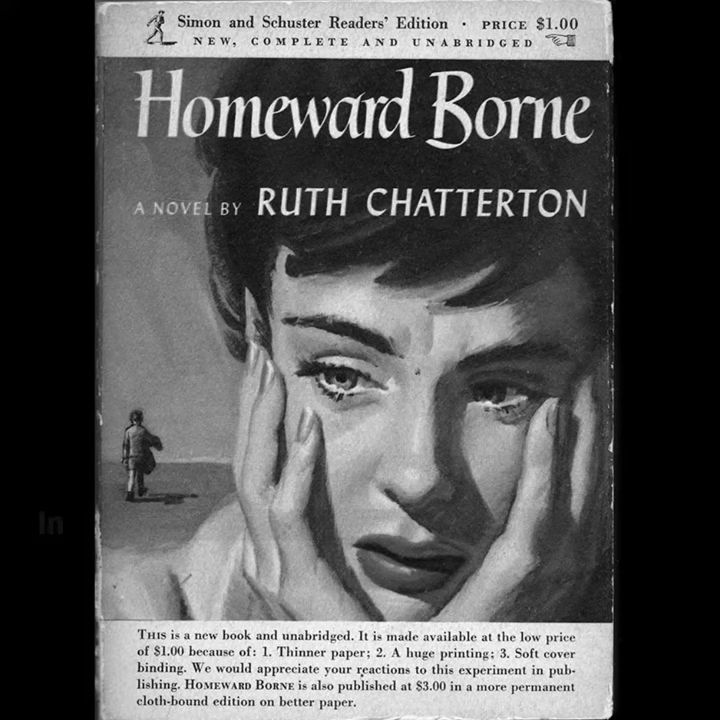 Simon and Schuster Readers' Edition · PRICE $1.00
NEW, COMPLETE AND UNABRIDGED
Homeward Borne
A NOVEL BY RUTH CHATTERTON
In
THIS is a new book and unabridged. It is made available at the low price
of $1.00 because of: 1. Thinner paper; 2. A huge printing; 3. Soft cover
binding. We would appreciate your reactions to this experiment in pub-
lishing. HOMEWARD BORNE is also published at $3.00 in a more permanent
cloth-bound edition on better paper.